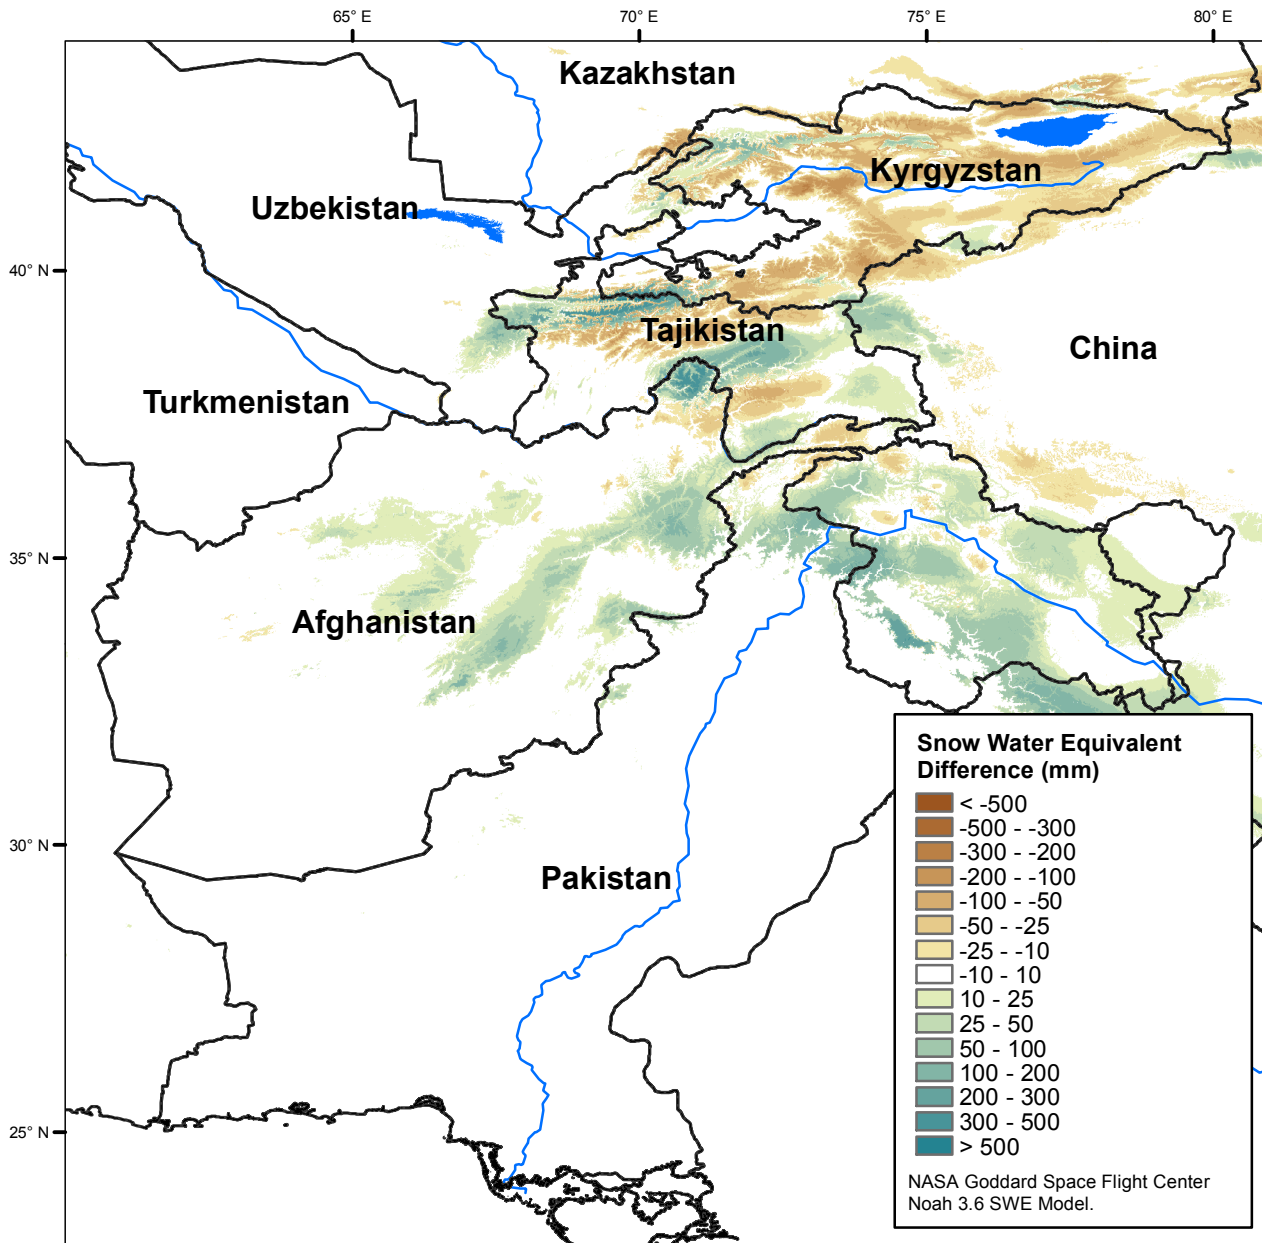 65° E
70° E
75° E
80° E
Kazakhstan
Kyrgyzstan
Uzbekistan
40° N
Tajikistan
China
Turkmenistan
35° N
Afghanistan
Snow Water Equivalent
Difference (mm)
< -500
-500 - -300
-300 - -200
-200 - -100
-100 - -50
-50 - -25
-25 - -10
-10 - 10
10 - 25
25 - 50
50 - 100
100 - 200
200 - 300
300 - 500
> 500
NASA Goddard Space Flight Center
Noah 3.6 SWE Model.
30° N
Pakistan
25° N